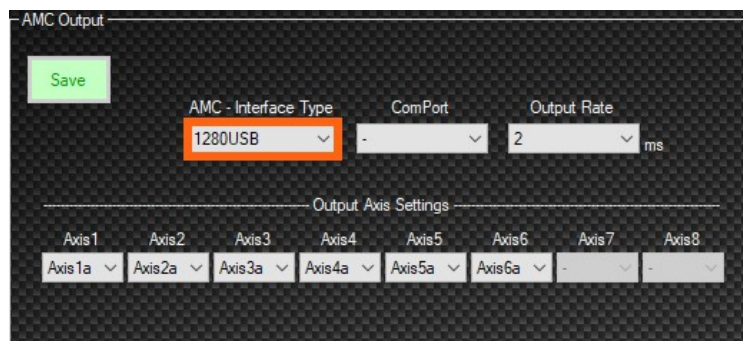 AMC Output
Save
AMC - Interface Type ComPort Output Rate
1280USB - 2 ms
Output Axis Settings
Axis1 Axis2 Axis3 Axis4 Axis5 Axis6 Axis7 Axis8
Axis1a Axis2a Axis3a Axis4a Axis5a Axis6a - -